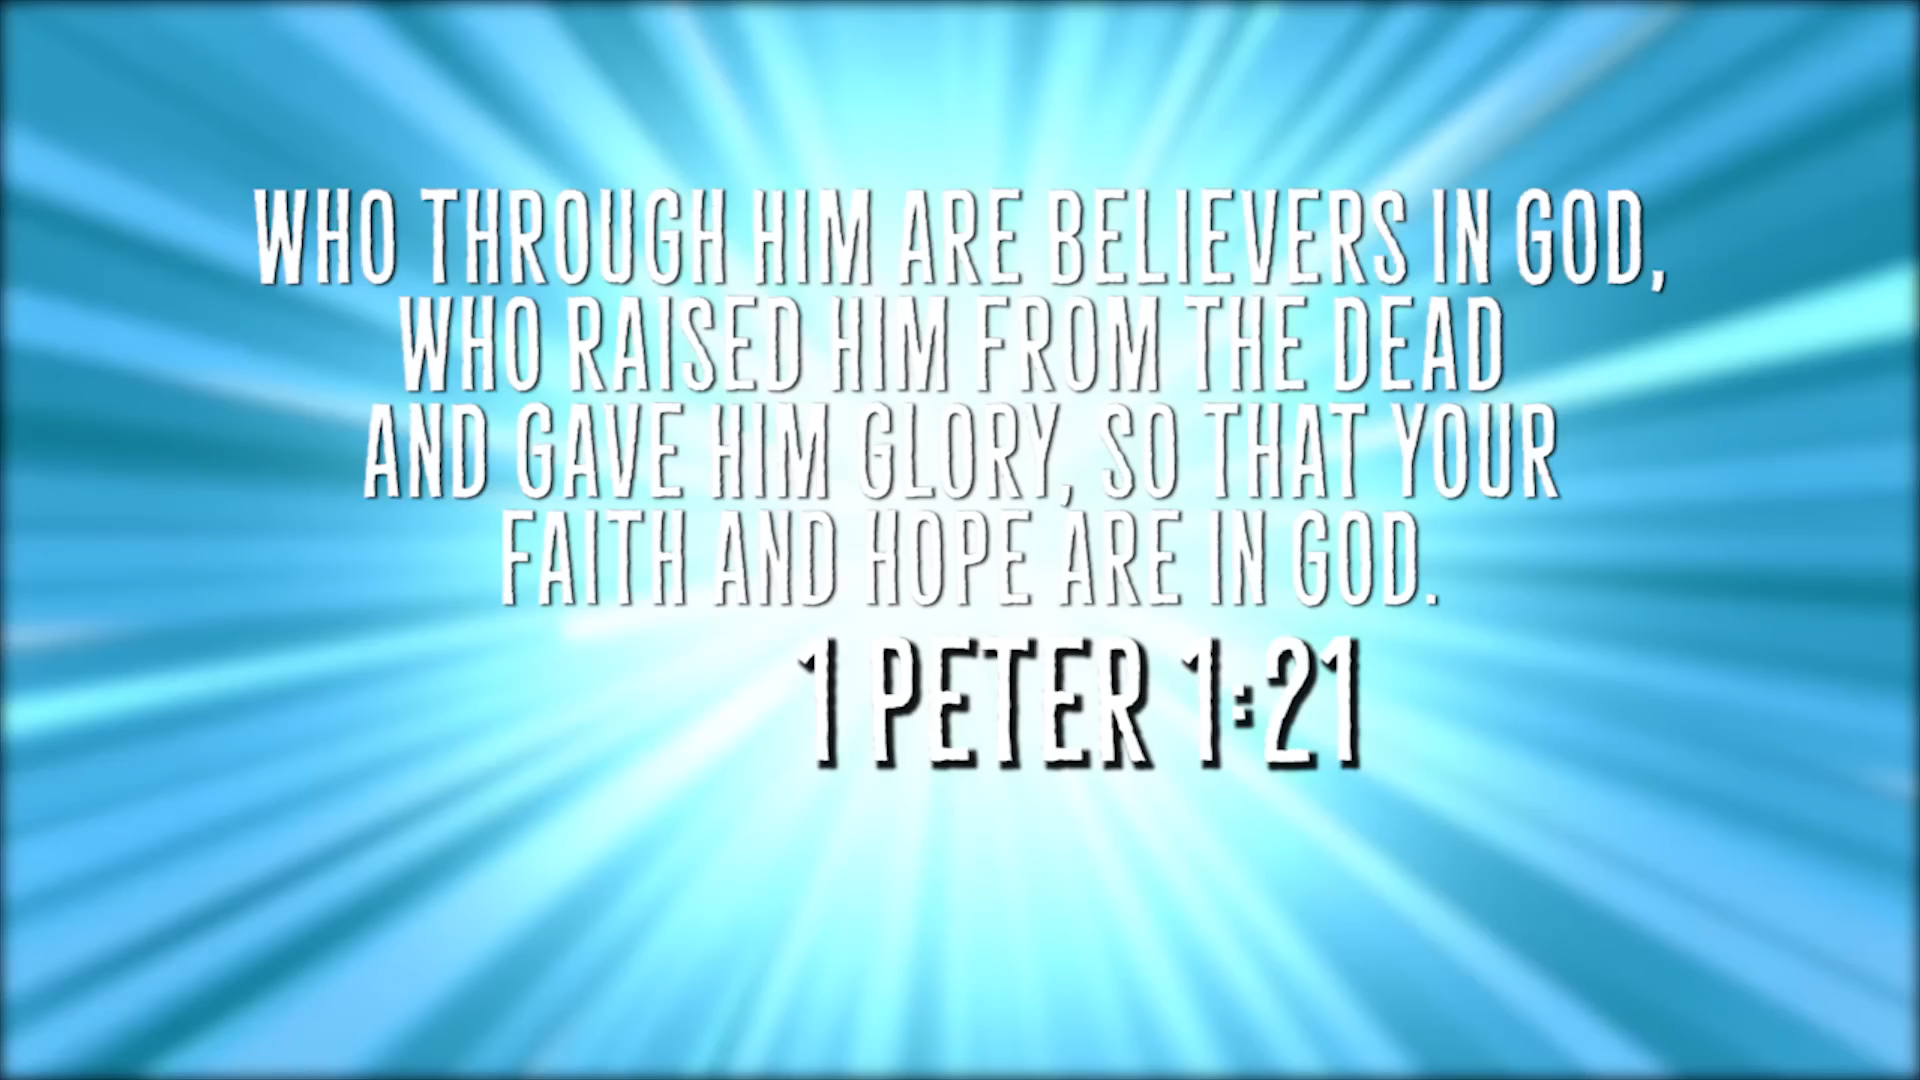 WHO THROUGH HIM ARE BELIEVERS IN GOD,
WHO RAISED HIM FROM THE DEAD
AND GAVE HIM GLORY, SO THAT YOUR
FAITH AND HOPE ARE IN GOD.
1 PETER 1:21